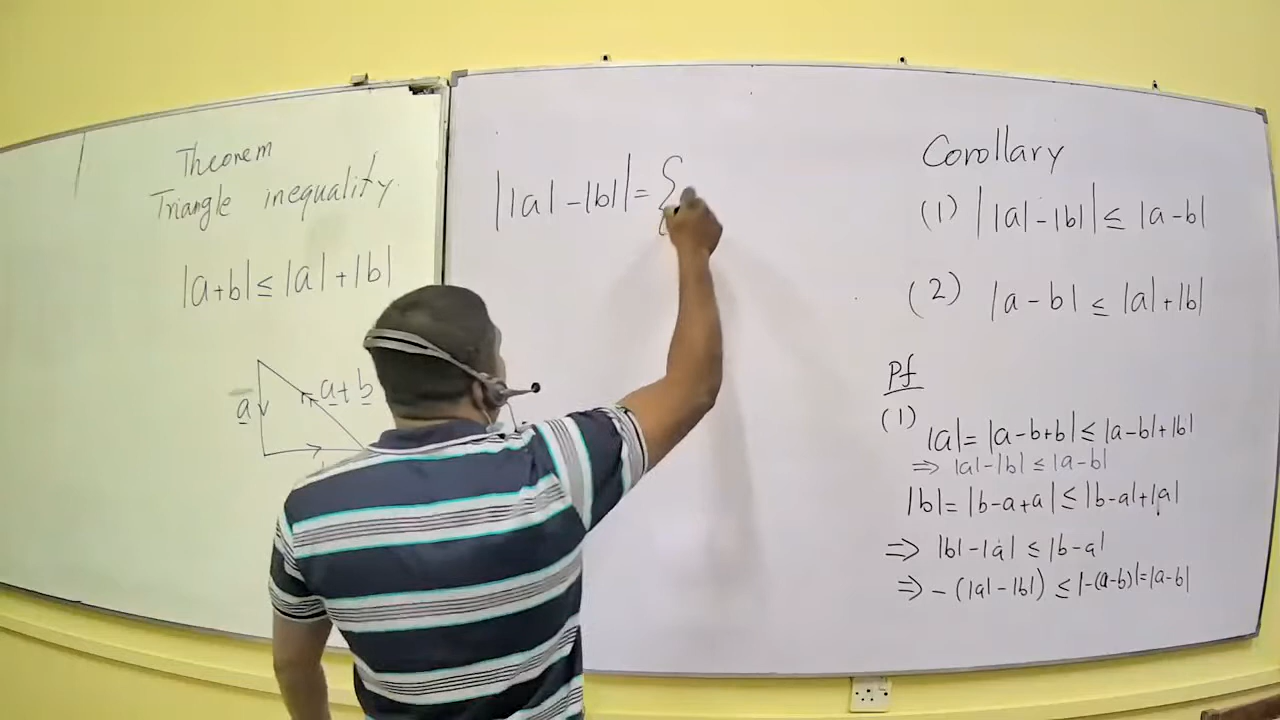 Theorem
Triangle inequality.
|a+b| ≤ |a| + |b|
a
a + b
||a| - |b|| = {
Corollary
(1) ||a| - |b|| ≤ |a-b|
(2) |a - b| ≤ |a| + |b|
Pf
(1) |a| = |a-b+b| ≤ |a-b| + |b|
⇒ |a| - |b| ≤ |a-b|
|b| = |b-a+a| ≤ |b-a| + |a|
⇒ |b| - |a| ≤ |b-a|
⇒ - (|a| - |b|) ≤ |-(a-b)| = |a-b|